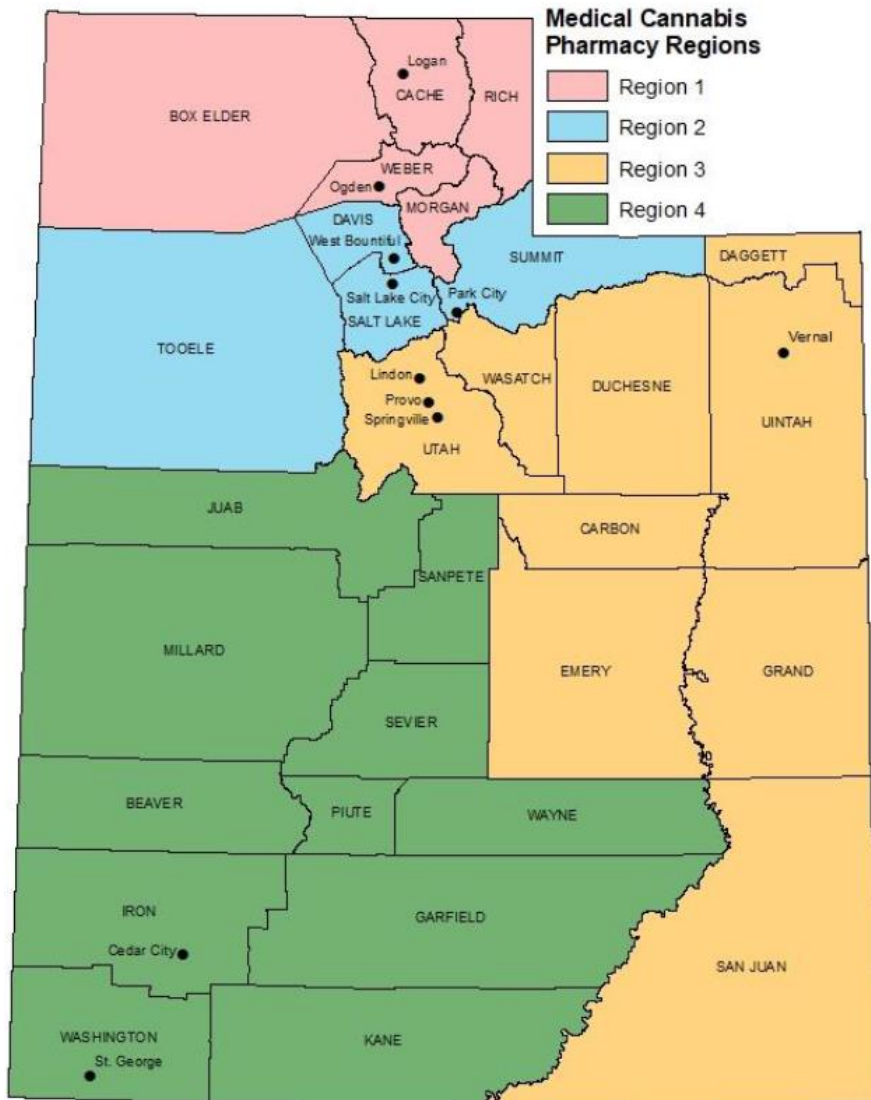 Medical Cannabis
Pharmacy Regions
Region 1
Region 2
Region 3
Region 4
Logan
CACHE
RICH
BOX ELDER
WEBER
Ogden
MORGAN
DAVIS
West Bountiful
SUMMIT
DAGGETT
Salt Lake City
Park City
SALT LAKE
TOOELE
Vernal
Lindon
WASATCH
DUCHESNE
Provo
Springville
UINTAH
UTAH
JUAB
CARBON
SANPETE
MILLARD
EMERY
GRAND
SEVIER
BEAVER
PIUTE
WAYNE
IRON
GARFIELD
Cedar City
SAN JUAN
WASHINGTON
KANE
St. George